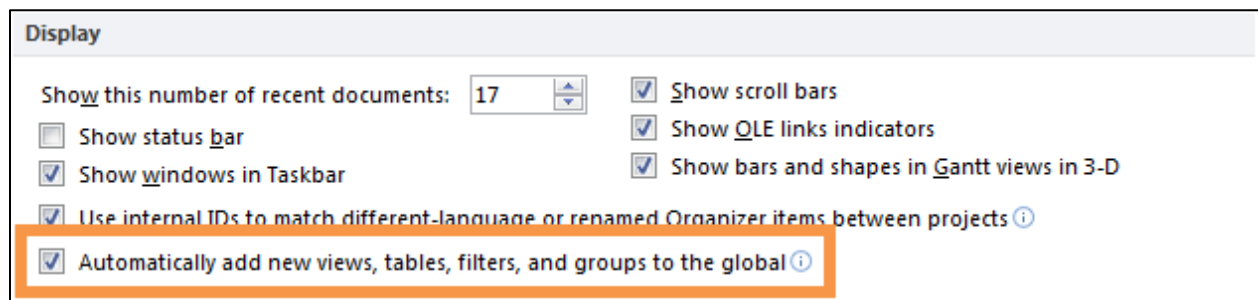 Display
Show this number of recent documents: 17
Show status bar
Show windows in Taskbar
Show scroll bars
Show OLE links indicators
Show bars and shapes in Gantt views in 3-D
Use internal IDs to match different-language or renamed Organizer items between projects
Automatically add new views, tables, filters, and groups to the global